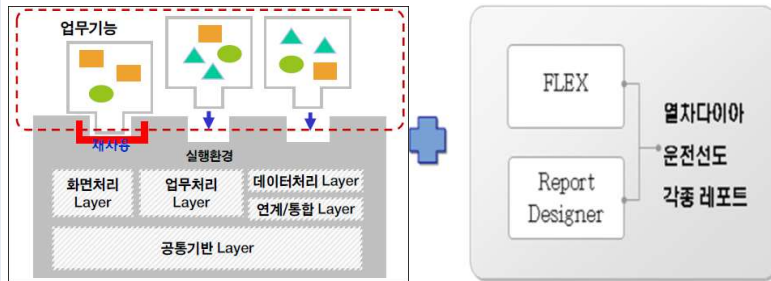 업무기능
재사용
실행환경
화면처리
Layer
업무처리
Layer
데이터처리 Layer
연계/통합 Layer
공통기반 Layer
FLEX
Report
Designer
열차다이아
운전선도
각종 레포트